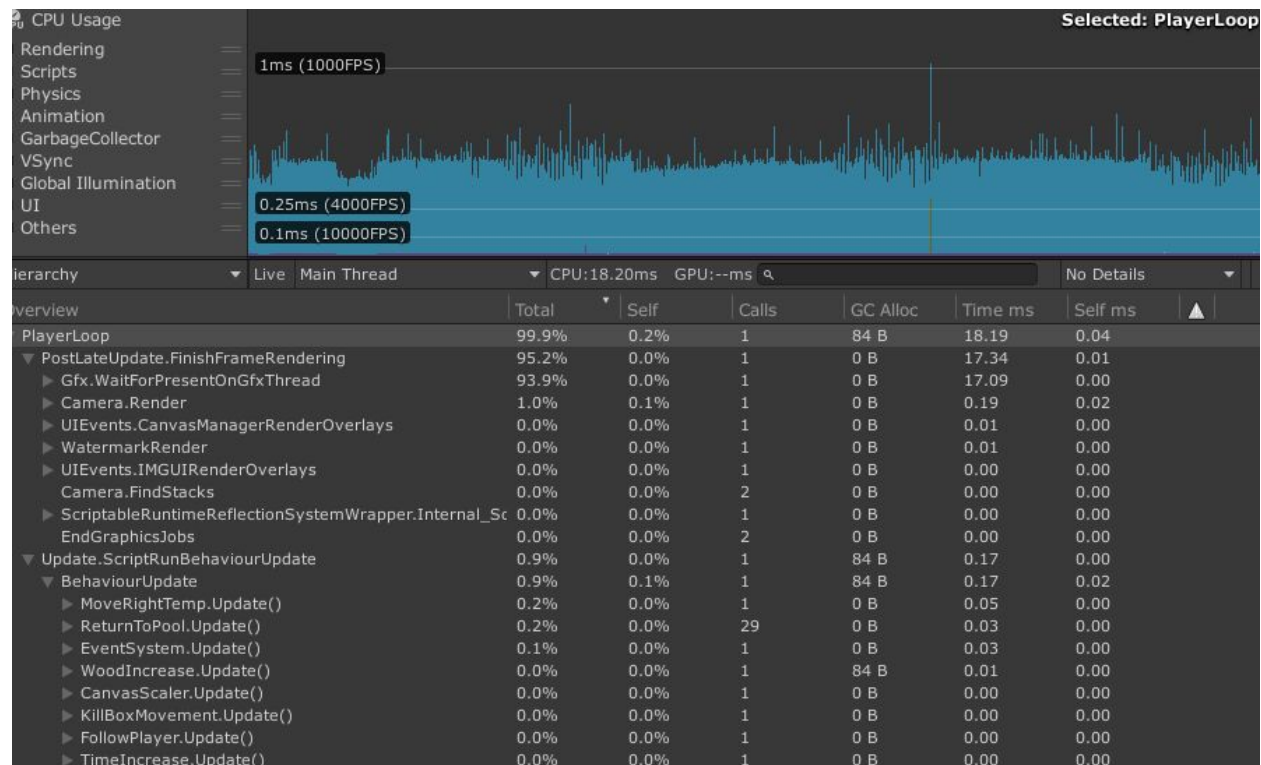 CPU Usage
Selected: PlayerLoop
Rendering
Scripts
Physics
Animation
GarbageCollector
VSync
Global Illumination
UI
Others
1ms (1000FPS)
0.25ms (4000FPS)
0.1ms (10000FPS)
ierarchy Live Main Thread CPU:18.20ms GPU:--ms No Details
verview Total Self Calls GC Alloc Time ms Self ms
PlayerLoop 99.9% 0.2% 1 84 B 18.19 0.04
PostLateUpdate.FinishFrameRendering 95.2% 0.0% 1 0 B 17.34 0.01
Gfx.WaitForPresentOnGfxThread 93.9% 0.0% 1 0 B 17.09 0.00
Camera.Render 1.0% 0.1% 1 0 B 0.19 0.02
UIEvents.CanvasManagerRenderOverlays 0.0% 0.0% 1 0 B 0.01 0.00
WatermarkRender 0.0% 0.0% 1 0 B 0.01 0.00
UIEvents.IMGUIRenderOverlays 0.0% 0.0% 1 0 B 0.00 0.00
Camera.FindStacks 0.0% 0.0% 2 0 B 0.00 0.00
ScriptableRuntimeReflectionSystemWrapper.Internal_Sc 0.0% 0.0% 1 0 B 0.00 0.00
EndGraphicsJobs 0.0% 0.0% 2 0 B 0.00 0.00
Update.ScriptRunBehaviourUpdate 0.9% 0.0% 1 84 B 0.17 0.00
BehaviourUpdate 0.9% 0.1% 1 84 B 0.17 0.02
MoveRightTemp.Update() 0.2% 0.0% 1 0 B 0.05 0.00
ReturnToPool.Update() 0.2% 0.0% 29 0 B 0.03 0.00
EventSystem.Update() 0.1% 0.0% 1 0 B 0.03 0.00
WoodIncrease.Update() 0.0% 0.0% 1 84 B 0.01 0.00
CanvasScaler.Update() 0.0% 0.0% 1 0 B 0.00 0.00
KillBoxMovement.Update() 0.0% 0.0% 1 0 B 0.00 0.00
FollowPlayer.Update() 0.0% 0.0% 1 0 B 0.00 0.00
TimeIncrease.Update() 0.0% 0.0% 1 0 B 0.00 0.00